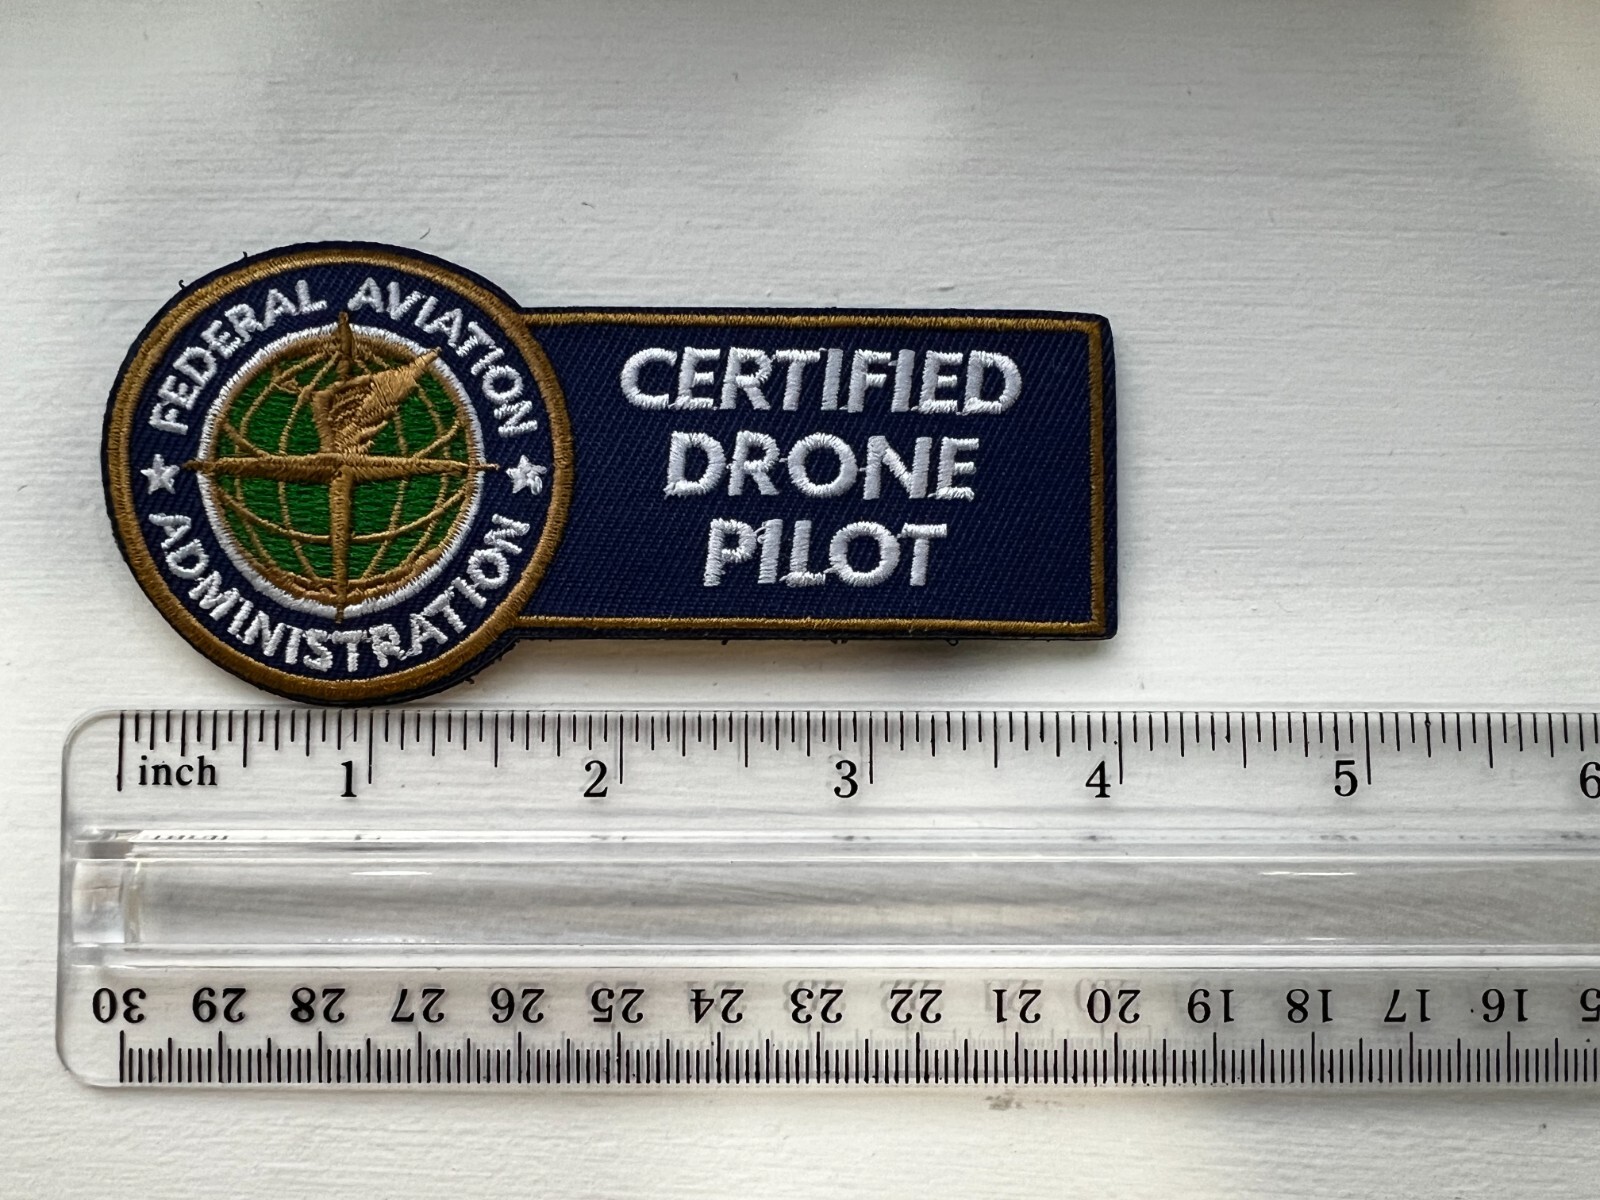 FEDERAL AVIATION
ADMINISTRATION
CERTIFIED
DRONE
PILOT
inch 1 2 3 4 5 6
30 29 28 27 26 25 24 23 22 21 20 19 18 17 16